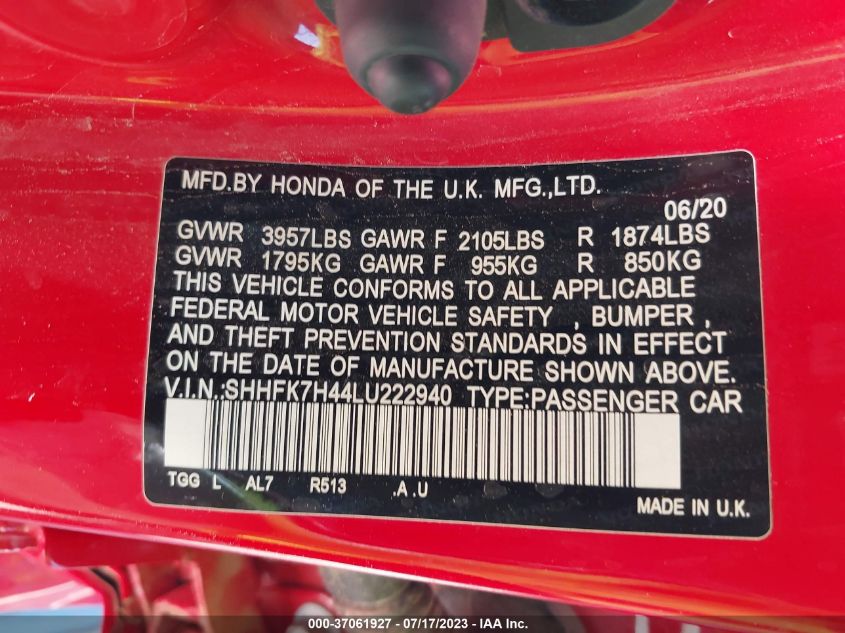 MFD.BY HONDA OF THE U.K. MFG.,LTD.
06/20
GVWR 3957LBS GAWR F 2105LBS R 1874LBS
GVWR 1795KG GAWR F 955KG R 850KG
THIS VEHICLE CONFORMS TO ALL APPLICABLE
FEDERAL MOTOR VEHICLE SAFETY , BUMPER ,
AND THEFT PREVENTION STANDARDS IN EFFECT
ON THE DATE OF MANUFACTURE SHOWN ABOVE.
V.I.N.:SHHFK7H44LU222940 TYPE:PASSENGER CAR
TGG L AL7 R513 .A .U
MADE IN U.K.
000-37061927 - 07/17/2023 - IAA Inc.